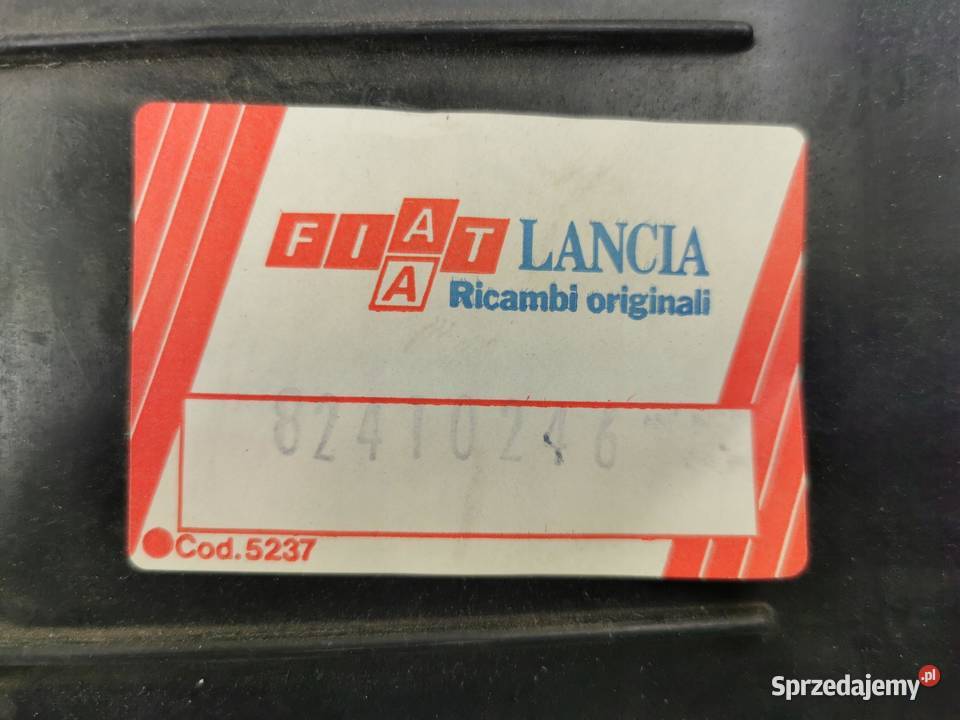 FIAT LANCIA
A
Ricambi originali
82410246
Cod.5237
Sprzedajemy.pl